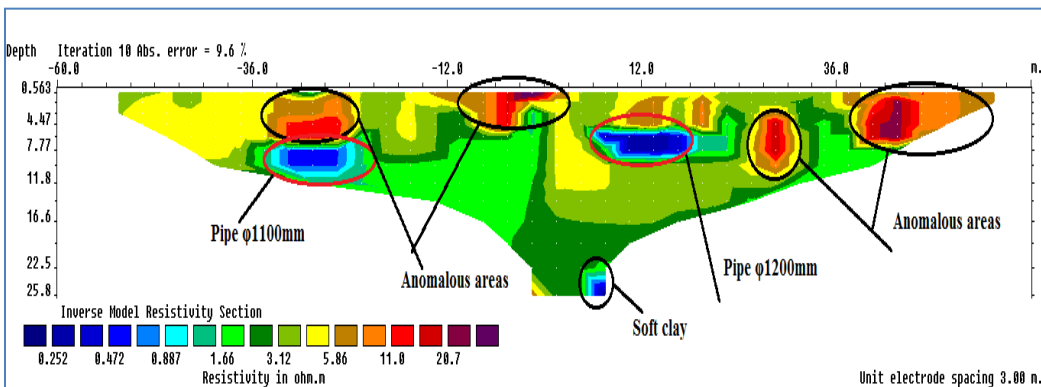 Depth Iteration 10 Abs. error = 9.6 %
-60.0 -36.0 -12.0 12.0 36.0 m.
0.563
4.47
7.77
11.8
16.6
22.5
25.8
Pipe φ1100mm
Anomalous areas
Pipe φ1200mm
Anomalous areas
Soft clay
Inverse Model Resistivity Section
0.252 0.472 0.887 1.66 3.12 5.86 11.0 20.7
Resistivity in ohm.m
Unit electrode spacing 3.00 m.